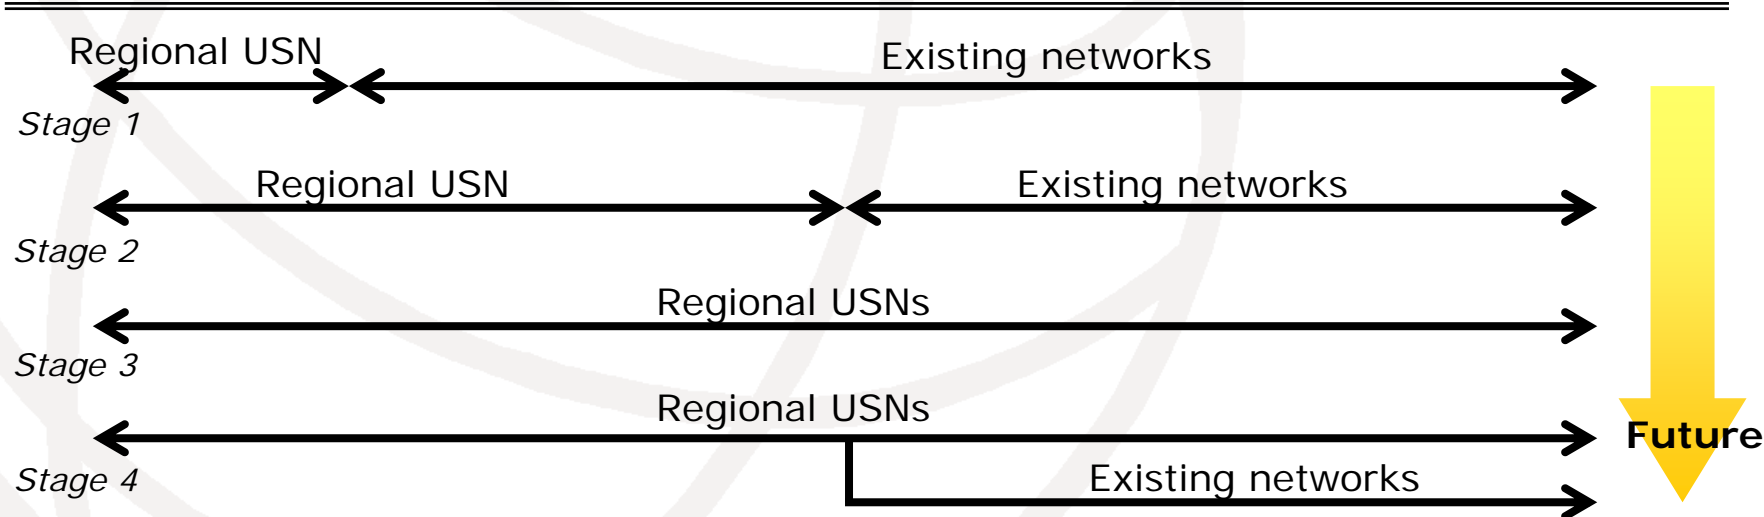 Regional USN
Existing networks
Stage 1
Regional USN
Existing networks
Stage 2
Regional USNs
Stage 3
Regional USNs
Future
Stage 4
Existing networks